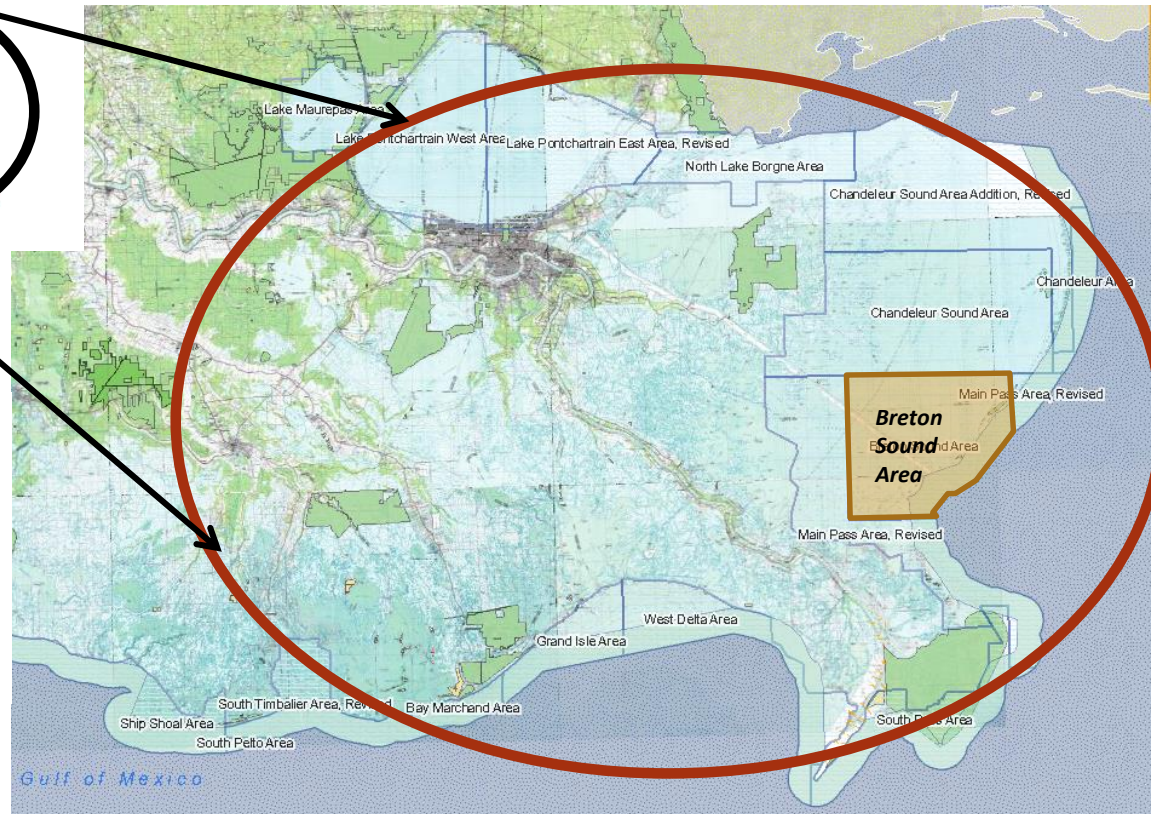 Lake Maurepas Area
Lake Pontchartrain West Area
Lake Pontchartrain East Area, Revised
North Lake Borgne Area
Chandeleur Sound Area Addition, Revised
Chandeleur Area
Chandeleur Sound Area
Main Pass Area, Revised
Breton
Sound
Area
Breton Sound Area
Main Pass Area, Revised
West Delta Area
Grand Isle Area
South Timbalier Area, Revised
Bay Marchand Area
Ship Shoal Area
South Pelto Area
South Pass Area
Gulf of Mexico